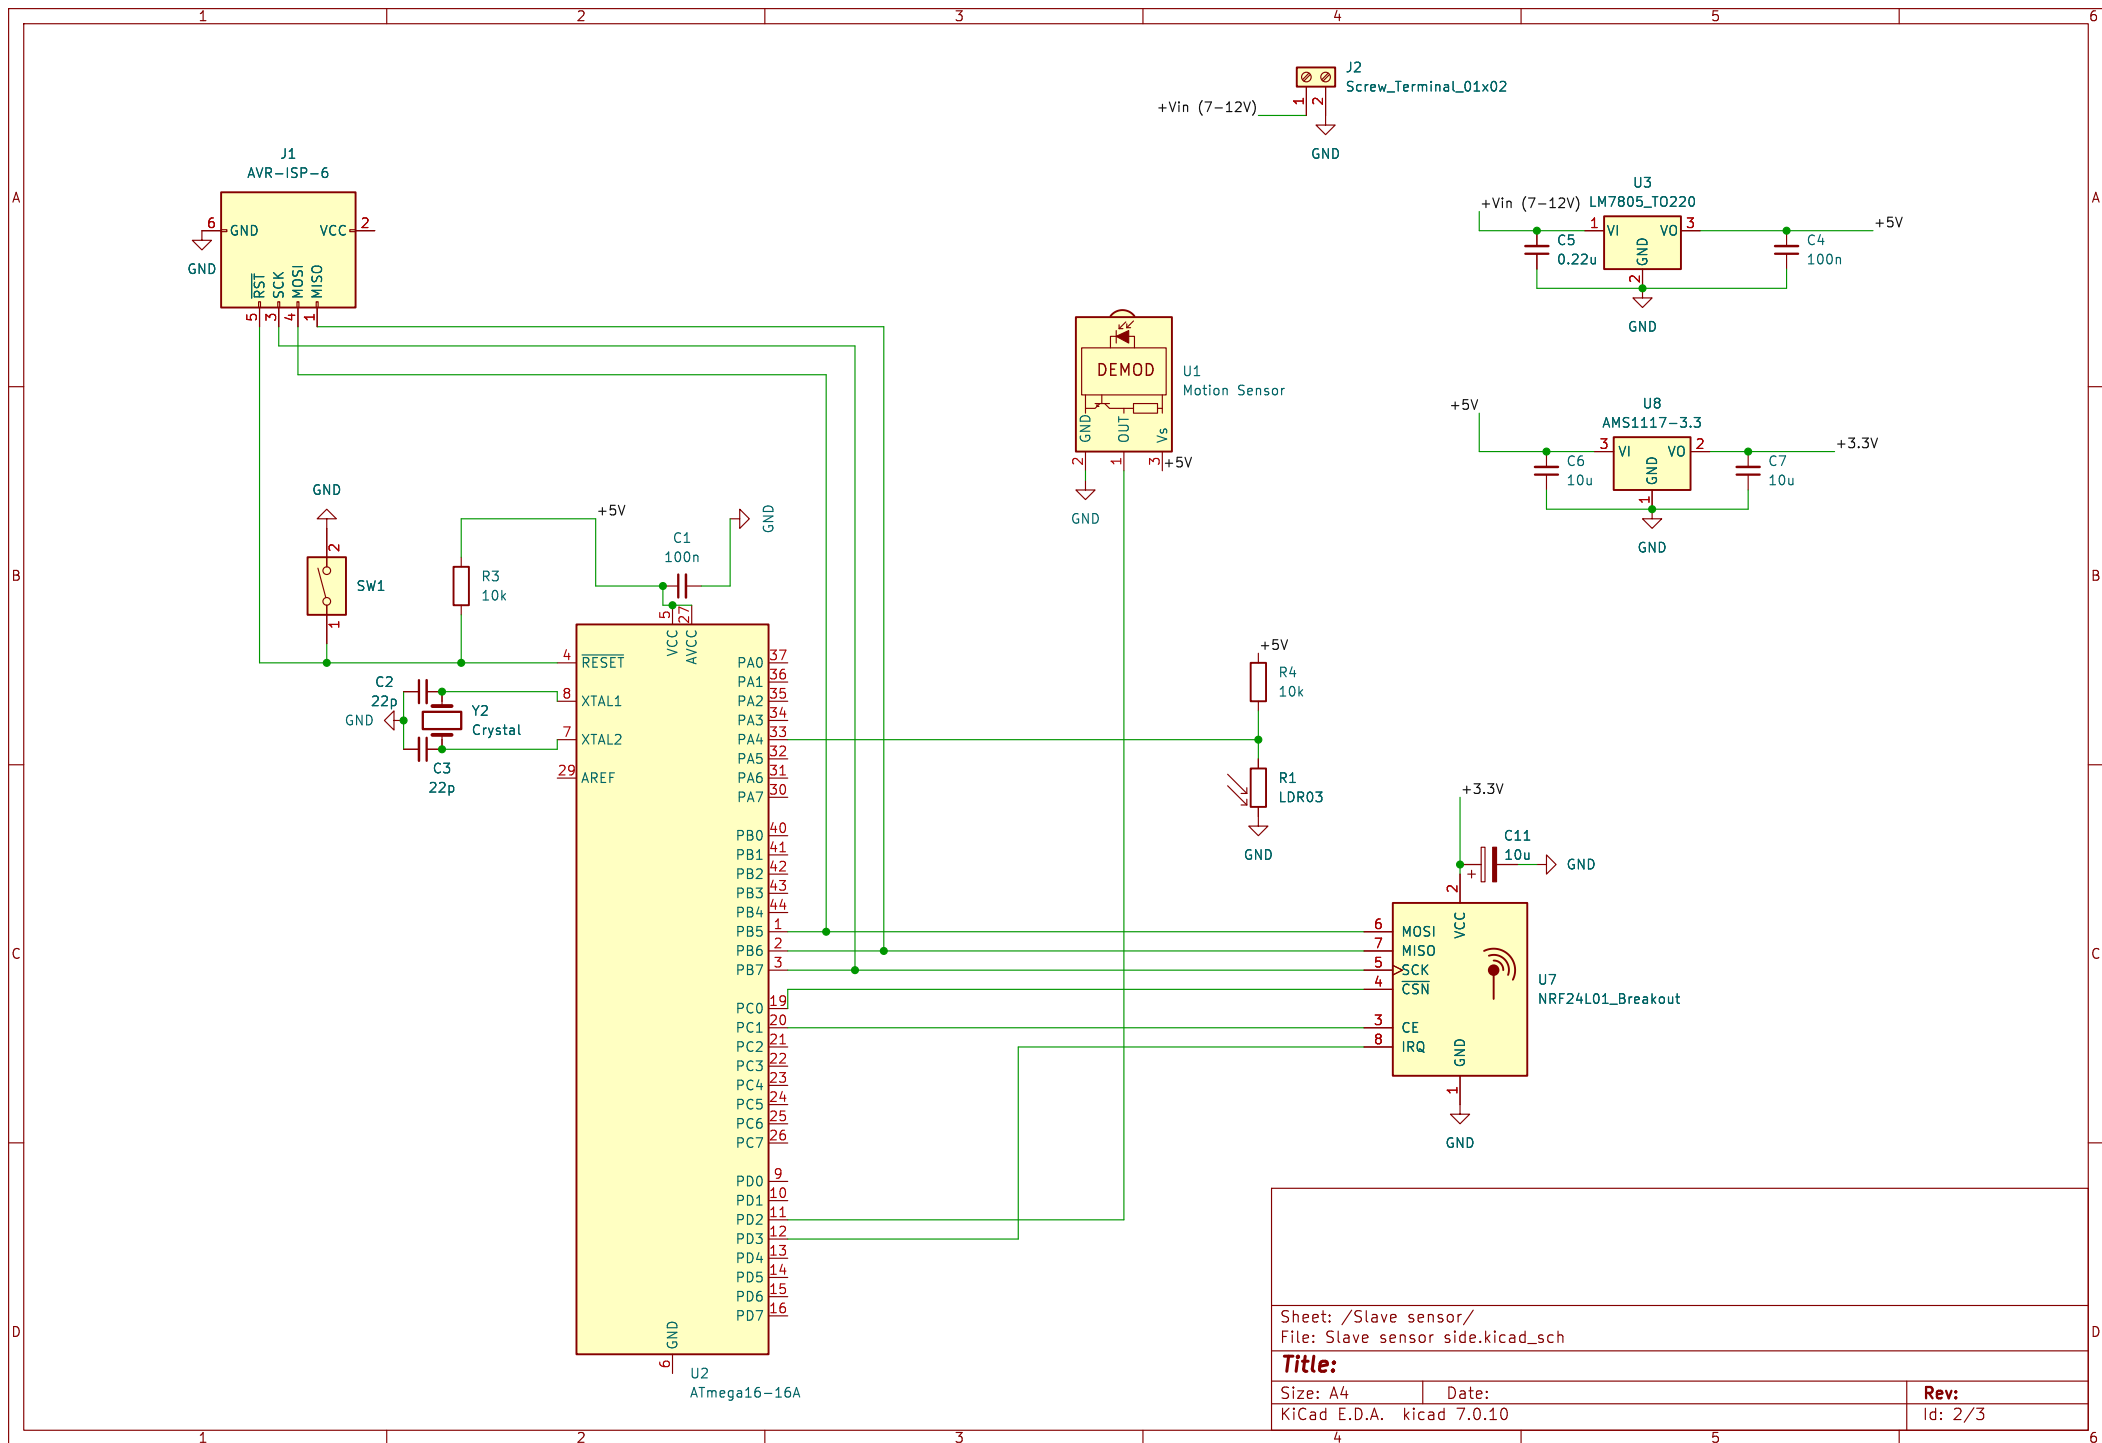 1 2 3 4 5 6
A
B
C
D
A
B
C
D
1 2 3 4 5 6
J2
Screw_Terminal_01x02
+Vin (7-12V)
1
2
GND
J1
AVR-ISP-6
6
GND
VCC
2
GND
RST
SCK
MOSI
MISO
5
3
4
1
U3
LM7805_TO220
+Vin (7-12V)
1
VI
VO
3
+5V
GND
2
C5
0.22u
C4
100n
GND
DEMOD
U1
Motion Sensor
GND
OUT
Vs
2
1
3
+5V
GND
U8
AMS1117-3.3
+5V
3
VI
VO
2
+3.3V
GND
1
C6
10u
C7
10u
GND
GND
2
SW1
1
R3
10k
+5V
C1
100n
GND
5
27
VCC
AVCC
4
RESET
8
XTAL1
7
XTAL2
29
AREF
C2
22p
GND
Y2
Crystal
C3
22p
PA0 37
PA1 36
PA2 35
PA3 34
PA4 33
PA5 32
PA6 31
PA7 30
PB0 40
PB1 41
PB2 42
PB3 43
PB4 44
PB5 1
PB6 2
PB7 3
PC0 19
PC1 20
PC2 21
PC3 22
PC4 23
PC5 24
PC6 25
PC7 26
PD0 9
PD1 10
PD2 11
PD3 12
PD4 13
PD5 14
PD6 15
PD7 16
GND
6
U2
ATmega16-16A
+5V
R4
10k
R1
LDR03
GND
+3.3V
C11
10u
+
GND
2
VCC
6 MOSI
7 MISO
5 SCK
4 CSN
3 CE
8 IRQ
GND
1
U7
NRF24L01_Breakout
GND
Sheet: /Slave sensor/
File: Slave sensor side.kicad_sch
Title:
Size: A4
Date:
Rev:
KiCad E.D.A. kicad 7.0.10
Id: 2/3